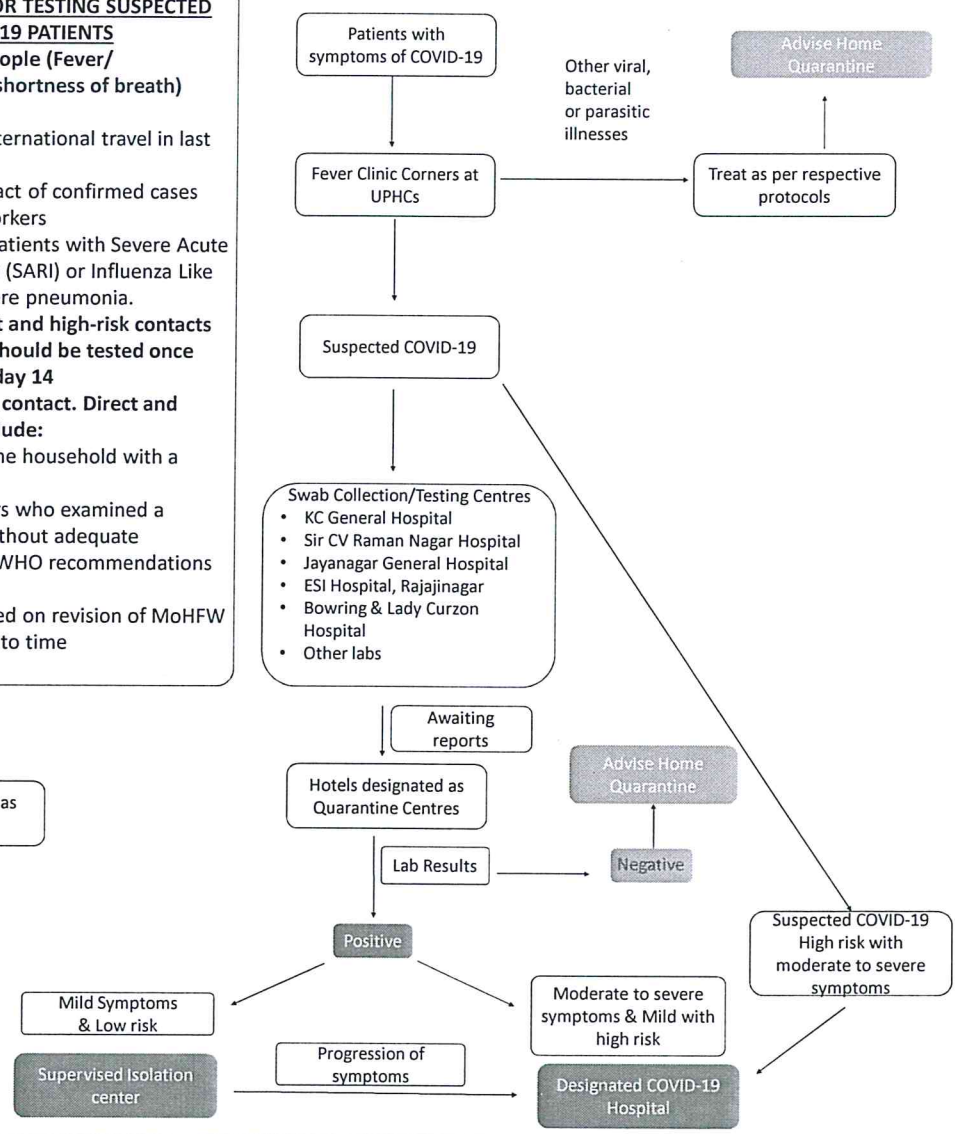 OR TESTING SUSPECTED
19 PATIENTS
ople (Fever/
shortness of breath)
ternational travel in last
act of confirmed cases
orkers
atients with Severe Acute
(SARI) or Influenza Like
re pneumonia.
t and high-risk contacts
hould be tested once
day 14
contact. Direct and
ude:
ne household with a
rs who examined a
ithout adequate
WHO recommendations
ed on revision of MoHFW
to time
as
Patients with
symptoms of COVID-19
Other viral,
bacterial
or parasitic
illnesses
Advise Home
Quarantine
Fever Clinic Corners at
UPHCs
Treat as per respective
protocols
Suspected COVID-19
Swab Collection/Testing Centres
• KC General Hospital
• Sir CV Raman Nagar Hospital
• Jayanagar General Hospital
• ESI Hospital, Rajajinagar
• Bowring & Lady Curzon
Hospital
• Other labs
Awaiting
reports
Hotels designated as
Quarantine Centres
Advise Home
Quarantine
Lab Results
Negative
Positive
Suspected COVID-19
High risk with
moderate to severe
symptoms
Mild Symptoms
& Low risk
Moderate to severe
symptoms & Mild with
high risk
Progression of
symptoms
Supervised Isolation
center
Designated COVID-19
Hospital